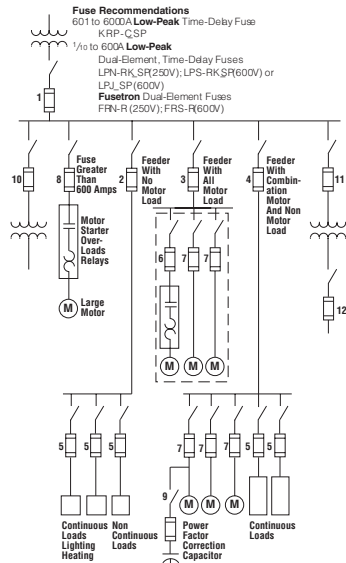 Fuse Recommendations
601 to 6000A Low-Peak Time-Delay Fuse
KRP-C_SP
1/10 to 600A Low-Peak
Dual-Element, Time-Delay Fuses
LPN-RK_SP(250V); LPS-RK_SP(600V) or
LPJ_SP(600V)
Fusetron Dual-Element Fuses
FRN-R (250V); FRS-R(600V)
1
10
8
Fuse
Greater
Than
600 Amps
2
Feeder
With
No
Motor
Load
3
Feeder
With
All
Motor
Load
4
Feeder
With
Combin-
ation
Motor
And Non
Motor
Load
11
Motor
Starter
Over-
Loads
Relays
6
7
7
12
M
Large
Motor
M
M
M
5
5
5
7
7
7
5
5
9
M
M
M
Continuous
Loads
Lighting
Heating
Non
Continuous
Loads
Power
Factor
Correction
Capacitor
Continuous
Loads